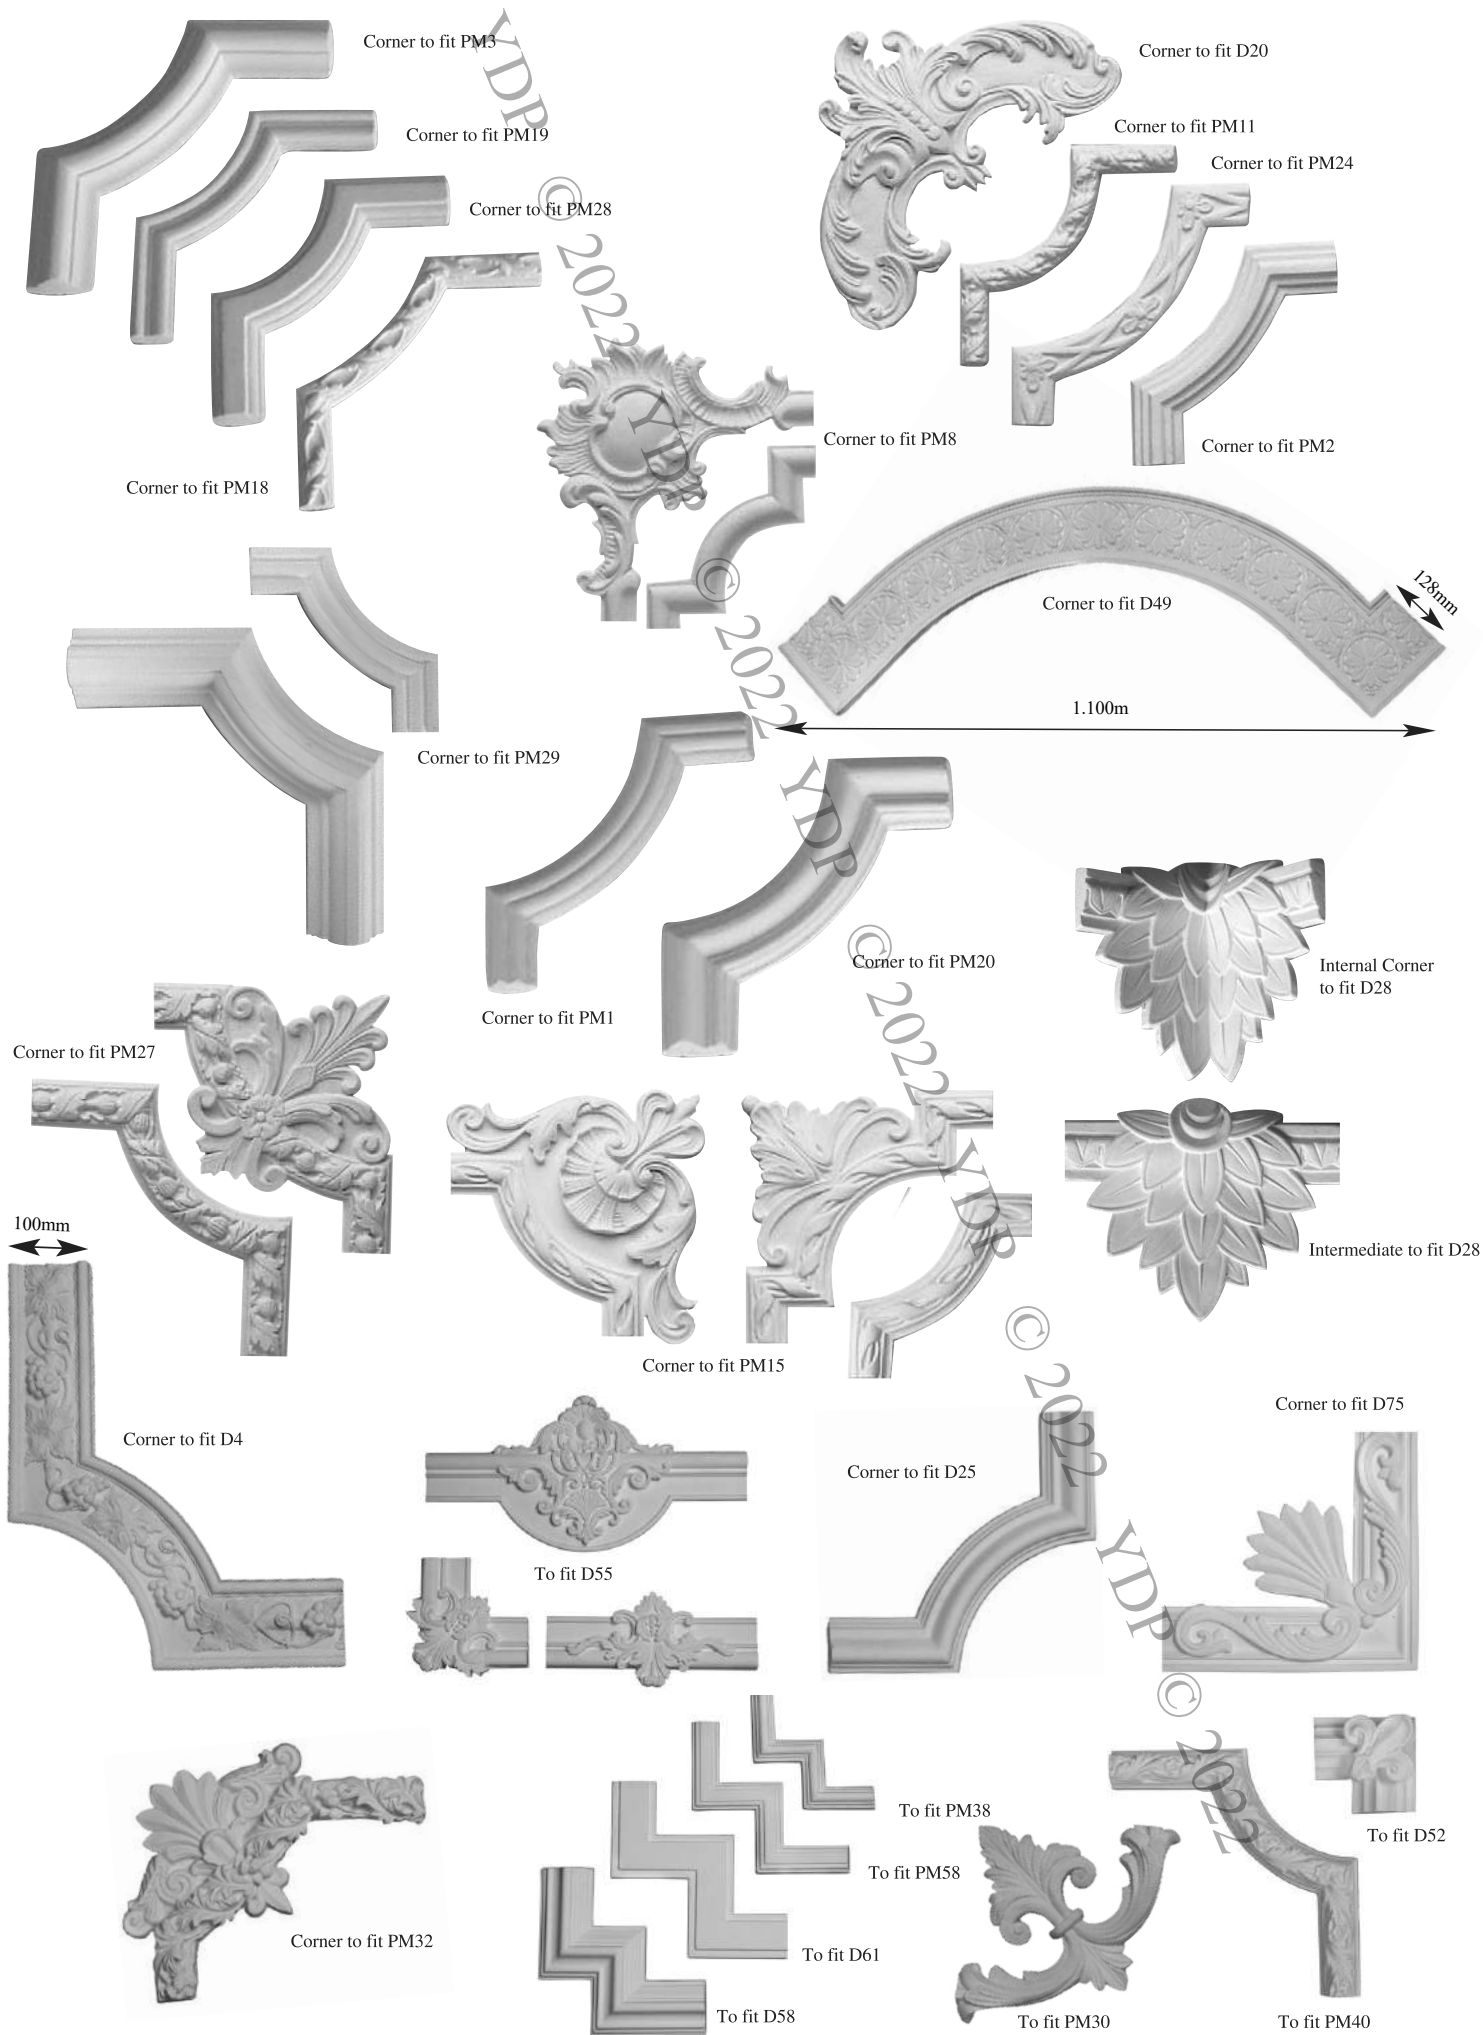 Corner to fit PM3
Corner to fit D20
Corner to fit PM19
Corner to fit PM11
Corner to fit PM24
Corner to fit PM28
Corner to fit PM8
Corner to fit PM2
Corner to fit PM18
128mm
Corner to fit D49
1.100m
Corner to fit PM29
Corner to fit PM20
Internal Corner
to fit D28
Corner to fit PM1
Corner to fit PM27
100mm
Intermediate to fit D28
Corner to fit PM15
Corner to fit D75
Corner to fit D4
Corner to fit D25
To fit D55
To fit PM38
To fit D52
To fit PM58
Corner to fit PM32
To fit D61
To fit D58
To fit PM30
To fit PM40
YDP © 2022 YDP © 2022 YDP © 2022 YDP © 2022 YDP © 2022